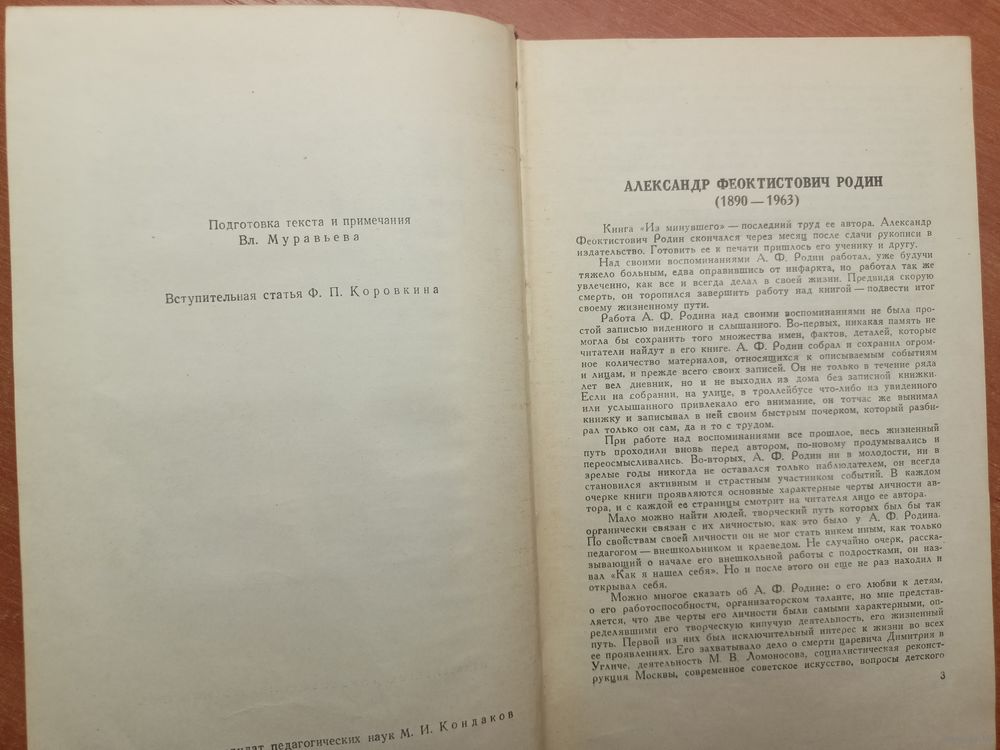 Подготовка текста и примечания
Вл. Муравьева
Вступительная статья Ф. П. Коровкина
педагогических наук М. И. Кондаков
АЛЕКСАНДР ФЕОКТИСТОВИЧ РОДИН
(1890—1963)
Книга «Из минувшего» — последний труд ее автора. Александр
Феоктистович Родин скончался через месяц после сдачи рукописи в
издательство. Готовить ее к печати пришлось его ученику и другу.
Над своими воспоминаниями А. Ф. Родин работал, уже будучи
тяжело больным, едва оправившись от инфаркта, но работал так же
увлеченно, как все и всегда делал в своей жизни. Предвидя скорую
смерть, он торопился завершить работу над книгой — подвести итог
своему жизненному пути.
Работа А. Ф. Родина над своими воспоминаниями не была про-
стой записью виденного и слышанного. Во-первых, никакая память не
могла бы сохранить того множества имен, фактов, деталей, которые
читатели найдут в его книге. А. Ф. Родин собрал и сохранил огром-
ное количество материалов, относящихся к описываемым событиям
и лицам, и прежде всего своих записей. Он не только в течение ряда
лет вел дневник, но и не выходил из дома без записной книжки.
Если на собрании, на улице, в троллейбусе что-либо из увиденного
или услышанного привлекало его внимание, он тотчас же вынимал
книжку и записывал в ней своим быстрым почерком, который разби-
рал только он сам, да и то с трудом.
При работе над воспоминаниями все прошлое, весь жизненный
путь проходили вновь перед автором, по-новому продумывались и
переосмысливались. Во-вторых, А. Ф. Родин ни в молодости, ни в
зрелые годы никогда не оставался только наблюдателем, он всегда
становился активным и страстным участником событий. В каждом
очерке книги проявляются основные характерные черты личности ав-
тора, и с каждой ее страницы смотрит на читателя лицо ее автора.
Мало можно найти людей, творческий путь которых был бы так
органически связан с их личностью, как это было у А. Ф. Родина.
По свойствам своей личности он не мог стать никем иным, как только
педагогом — внешкольником и краеведом. Не случайно очерк, расска-
зывающий о начале его внешкольной работы с подростками, он наз-
вал «Как я нашел себя». Но и после этого он еще не раз находил и
открывал себя.
Можно многое сказать об А. Ф. Родине: о его любви к детям,
о его работоспособности, организаторском таланте, но мне представ-
ляется, что две черты его личности были самыми характерными, оп-
ределявшими его творческую кипучую деятельность, его жизненный
путь. Первой из них был исключительный интерес к жизни во всех
ее проявлениях. Его захватывало дело о смерти царевича Димитрия в
Угличе, деятельность М. В. Ломоносова, социалистическая реконст-
рукция Москвы, современное советское искусство, вопросы детского
3